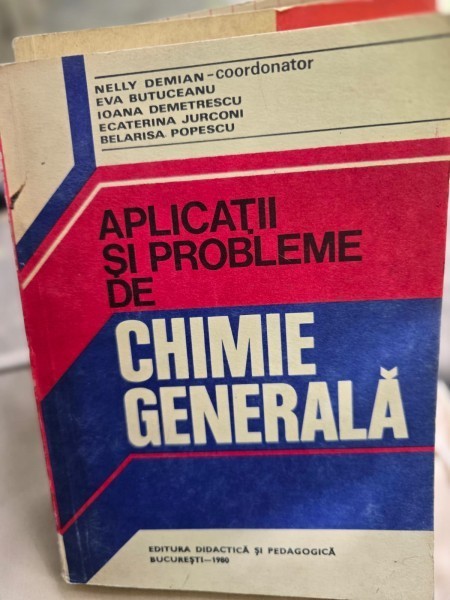 NELLY DEMIAN-coordonator
EVA BUTUCEANU
IOANA DEMETRESCU
ECATERINA JURCONI
BELARISA POPESCU
APLICAȚII
ȘI PROBLEME
DE
CHIMIE
GENERALĂ
EDITURA DIDACTICĂ ȘI PEDAGOGICĂ
BUCUREȘTI-1980